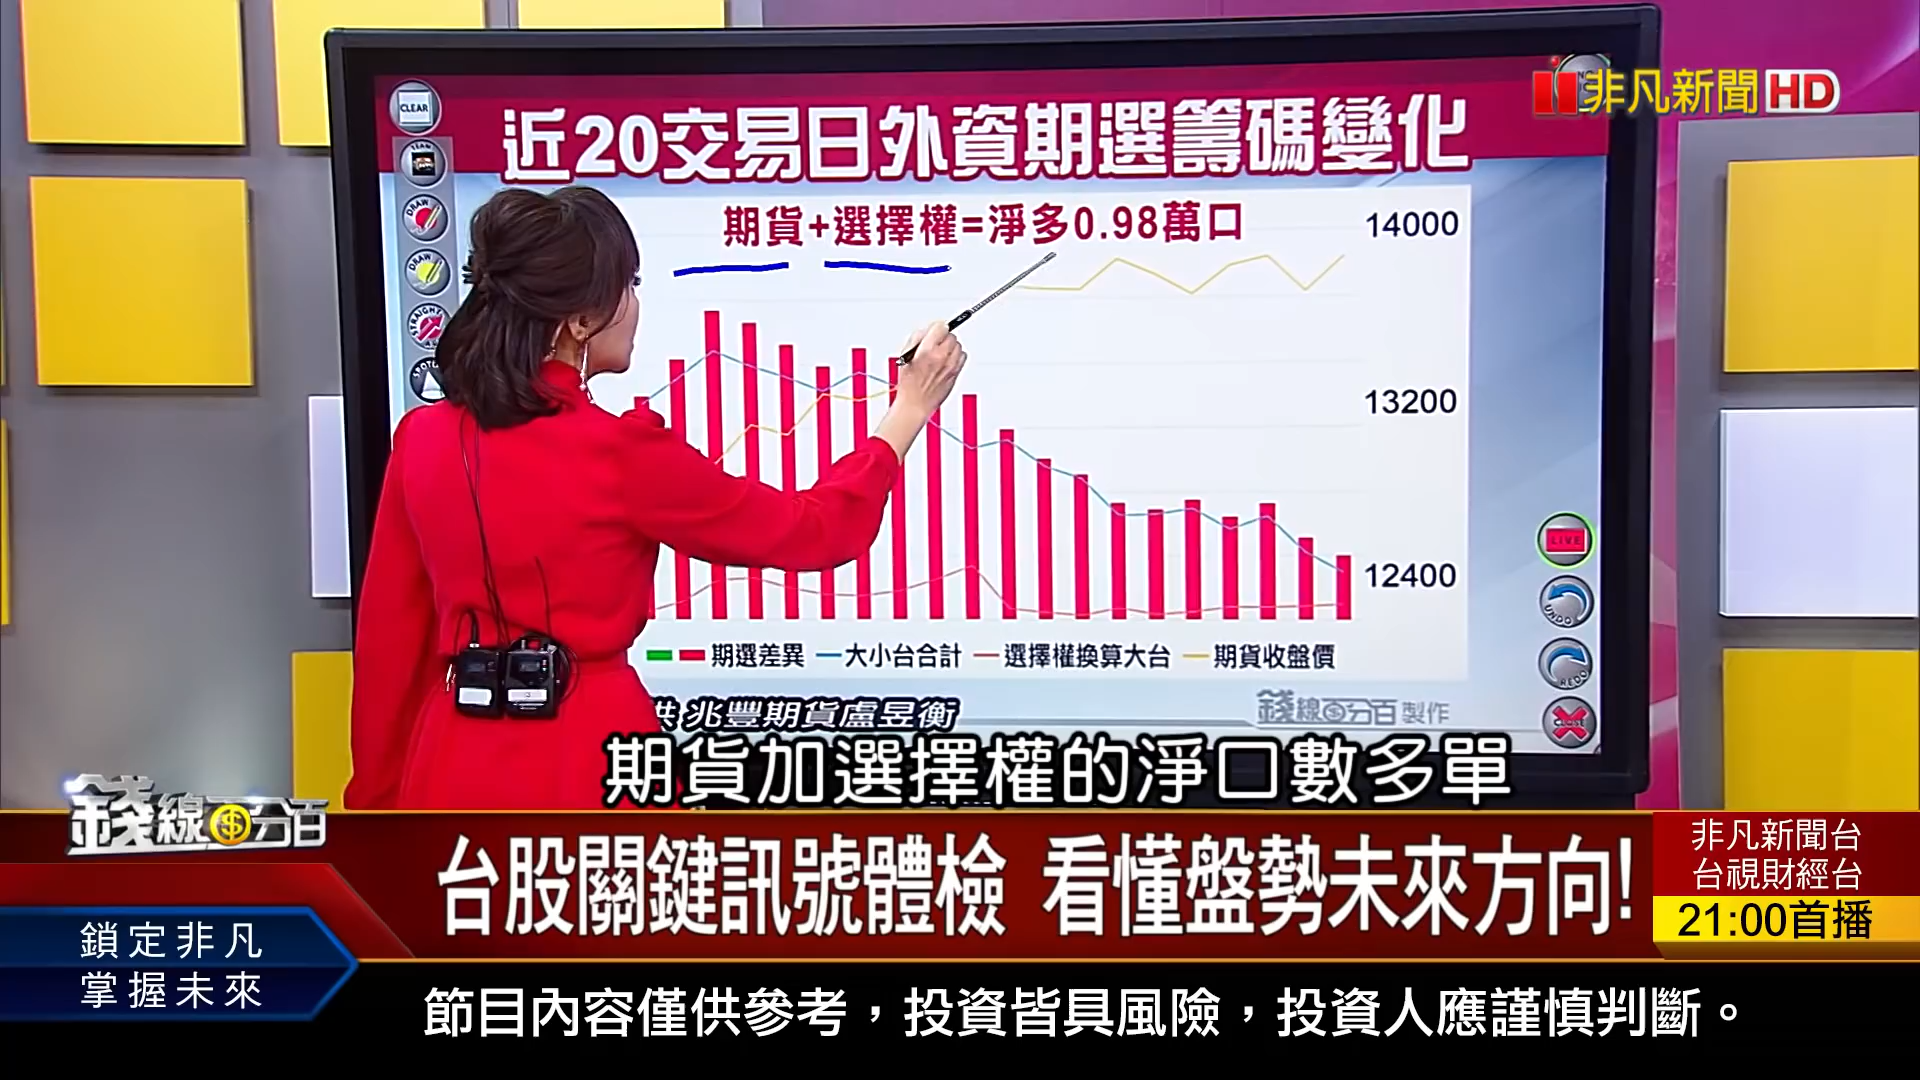 CLEAR
DRAW
DRAW
非凡新聞HD
近20交易日外資期選籌碼變化
期貨+選擇權=淨多0.98萬口
14000
13200
12400
期選差異 大小台合計 選擇權換算大台 期貨收盤價
兆豐期貨盧昱衡
錢線百分百 製作
LIVE
UNDO
REDO
CLOSE
期貨加選擇權的淨口數多單
錢線百分百
台股關鍵訊號體檢 看懂盤勢未來方向!
非凡新聞台
台視財經台
21:00首播
鎖定非凡
掌握未來
節目內容僅供參考，投資皆具風險，投資人應謹慎判斷。